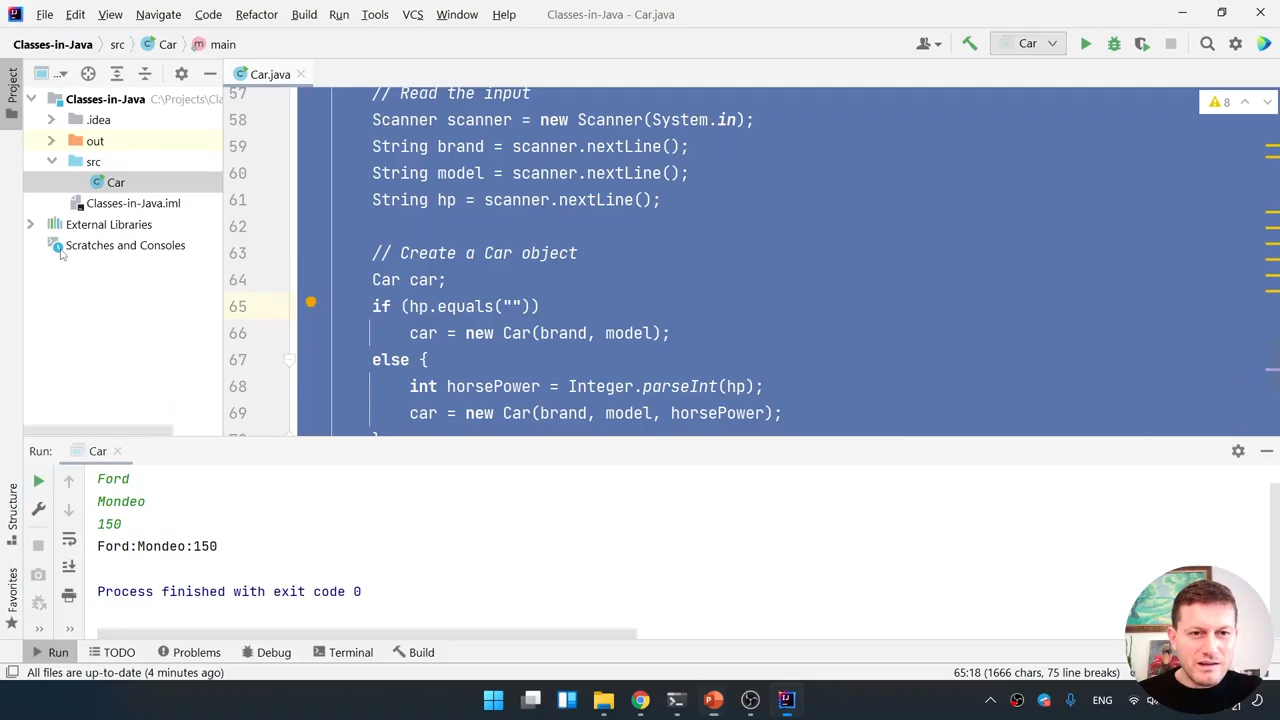 File Edit View Navigate Code Refactor Build Run Tools VCS Window Help Classes-in-Java - Car.java
Classes-in-Java src Car main Car
Project
... Car.java
Classes-in-Java C:\Projects\Cla
.idea
out
src
Car
Classes-in-Java.iml
External Libraries
Scratches and Consoles
8
57 // Read the input
58 Scanner scanner = new Scanner(System.in);
59 String brand = scanner.nextLine();
60 String model = scanner.nextLine();
61 String hp = scanner.nextLine();
62
63 // Create a Car object
64 Car car;
65 if (hp.equals(""))
66 car = new Car(brand, model);
67 else {
68 int horsePower = Integer.parseInt(hp);
69 car = new Car(brand, model, horsePower);
Run: Car
Structure
Favorites
Ford
Mondeo
150
Ford:Mondeo:150
Process finished with exit code 0
Run TODO Problems Debug Terminal Build
All files are up-to-date (4 minutes ago) 65:18 (1666 chars, 75 line breaks)
ENG